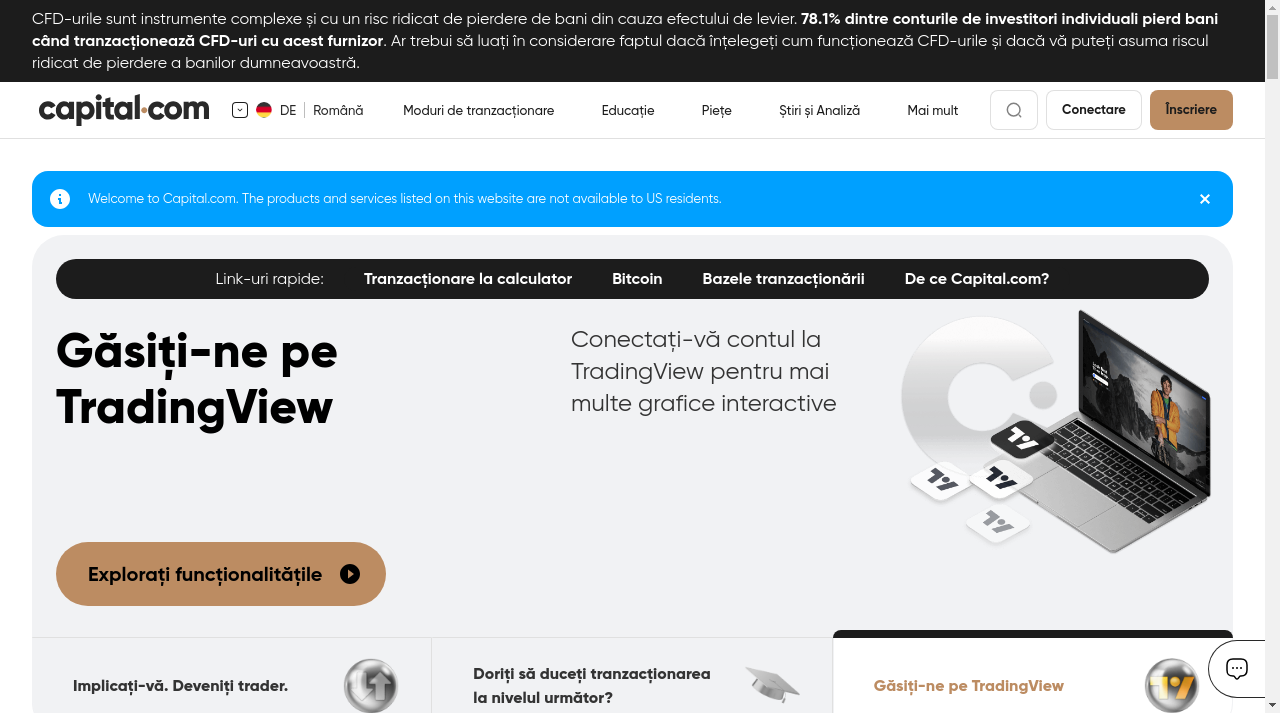 CFD-urile sunt instrumente complexe și cu un risc ridicat de pierdere de bani din cauza efectului de levier. 78.1% dintre conturile de investitori individuali pierd bani
când tranzacționează CFD-uri cu acest furnizor. Ar trebui să luați în considerare faptul dacă înțelegeți cum funcționează CFD-urile și dacă vă puteți asuma riscul
ridicat de pierdere a banilor dumneavoastră.
capital.com DE Română Moduri de tranzacționare Educație Piețe Știri și Analiză Mai mult Conectare Înscriere
Welcome to Capital.com. The products and services listed on this website are not available to US residents.
Link-uri rapide: Tranzacționare la calculator Bitcoin Bazele tranzacționării De ce Capital.com?
Găsiți-ne pe
TradingView
Conectați-vă contul la
TradingView pentru mai
multe grafice interactive
Explorați funcționalitățile
Implicați-vă. Deveniți trader.
Doriți să duceți tranzacționarea
la nivelul următor?
Găsiți-ne pe TradingView